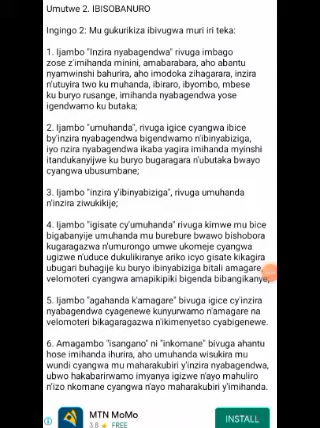 Umutwe 2. IBISOBANURO
Ingingo 2: Mu gukurikiza ibivugwa muri iri teka:
1. Ijambo "Inzira nyabagendwa" rivuga imbago
zose z'imihanda minini, amabarabara, aho abantu
nyamwinshi bahurira, aho imodoka zihagarara, inzira
n'utuyira two ku muhanda, ibiraro, ibyombo, mbese
ku buryo rusange, imihanda nyabagendwa yose
igendwamo ku butaka;
2. Ijambo "umuhanda", rivuga igice cyangwa ibice
by'inzira nyabagendwa bigendwamo n'ibinyabiziga,
iyo nzira nyabagendwa ikaba yagira imihanda myinshi
itandukanyijwe ku buryo bugaragara n'ubutaka bwayo
cyangwa ubusumbane;
3. Ijambo "inzira y'ibinyabiziga", rivuga umuhanda
n'inzira ziwukikije;
4. Ijambo "igisate cy'umuhanda" rivuga kimwe mu bice
bigabanyije umuhanda mu burebure bwawo bishobora
kugaragazwa n'umurongo umwe ukomeje cyangwa
ugizwe n'uduce dukulikiranye ariko icyo gisate kikagira
ubugari buhagije ku buryo ibinyabiziga bitali amagare,
velomoteri cyangwa amapikipiki bigenda bibangikanye;
5. Ijambo "agahanda k'amagare" bivuga igice cy'inzira
nyabagendwa cyagenewe kunyurwamo n'amagare na
velomoteri bikagaragazwa n'ikimenyetso cyabigenewe.
6. Amagambo "isangano" ni "inkomane" bivuga ahantu
hose imihanda ihurira, aho umuhanda wisukira mu
wundi cyangwa mu maharakubiri y'inzira nyabagendwa,
ubwo hakabarirwamo imyanya igizwe n'ayo mahuliro
n'izo nkomane cyangwa n'ayo maharakubiri y'imihanda.
MTN MoMo
3.8 ★ FREE
INSTALL